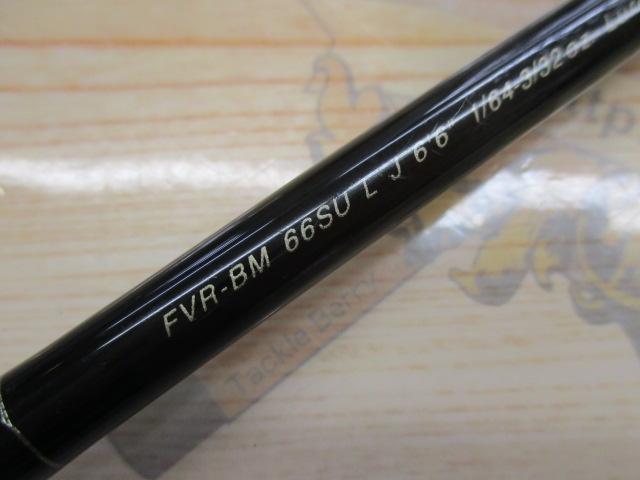 FVR-BM 66SU L J 6'6" 1/64-3/32oz
Tackle Berry